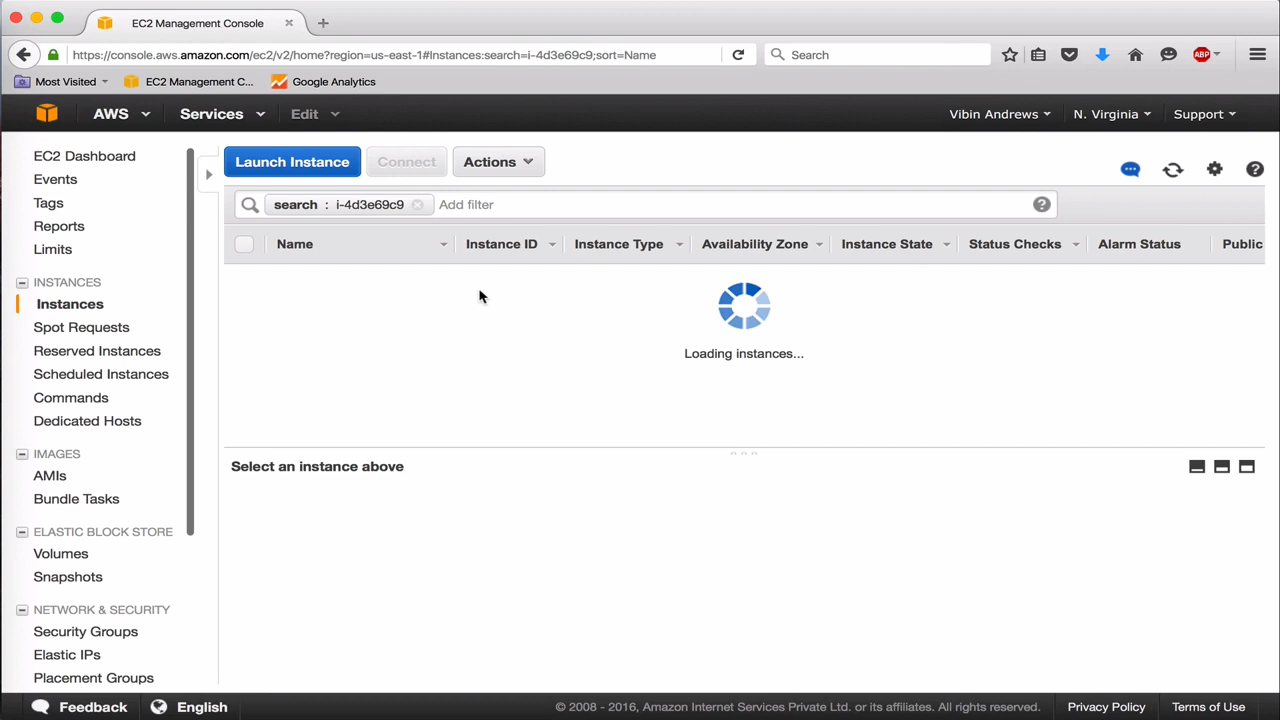 EC2 Management Console
https://console.aws.amazon.com/ec2/v2/home?region=us-east-1#Instances:search=i-4d3e69c9;sort=Name
Search
ABP
Most Visited
EC2 Management C...
Google Analytics
AWS
Services
Edit
Vibin Andrews
N. Virginia
Support
EC2 Dashboard
Events
Tags
Reports
Limits
INSTANCES
Instances
Spot Requests
Reserved Instances
Scheduled Instances
Commands
Dedicated Hosts
IMAGES
AMIs
Bundle Tasks
ELASTIC BLOCK STORE
Volumes
Snapshots
NETWORK & SECURITY
Security Groups
Elastic IPs
Placement Groups
Launch Instance
Connect
Actions
search : i-4d3e69c9
Add filter
Name
Instance ID
Instance Type
Availability Zone
Instance State
Status Checks
Alarm Status
Public
Loading instances...
Select an instance above
Feedback
English
© 2008 - 2016, Amazon Internet Services Private Ltd. or its affiliates. All rights reserved.
Privacy Policy
Terms of Use